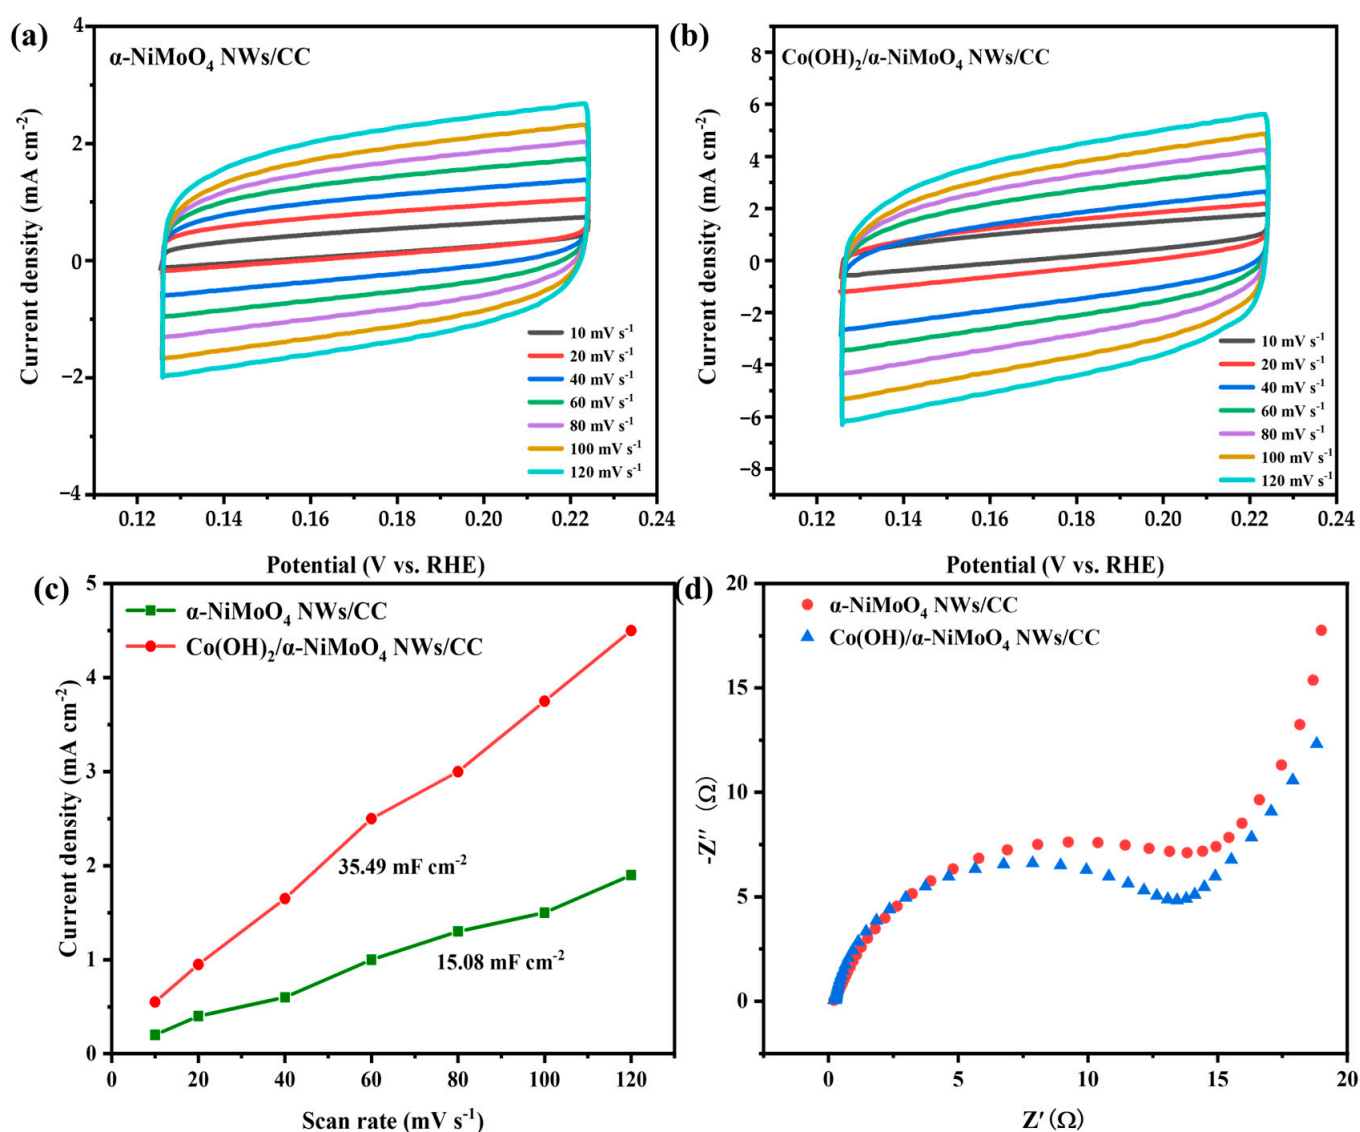 (a)
α-NiMoO₄ NWs/CC
4
2
0
−2
−4
Current density (mA cm⁻²)
10 mV s⁻¹
20 mV s⁻¹
40 mV s⁻¹
60 mV s⁻¹
80 mV s⁻¹
100 mV s⁻¹
120 mV s⁻¹
0.12 0.14 0.16 0.18 0.20 0.22 0.24
Potential (V vs. RHE)
(b)
Co(OH)₂/α-NiMoO₄ NWs/CC
8
6
4
2
0
−2
−4
−6
−8
Current density (mA cm⁻²)
10 mV s⁻¹
20 mV s⁻¹
40 mV s⁻¹
60 mV s⁻¹
80 mV s⁻¹
100 mV s⁻¹
120 mV s⁻¹
0.12 0.14 0.16 0.18 0.20 0.22 0.24
Potential (V vs. RHE)
(c)
α-NiMoO₄ NWs/CC
Co(OH)₂/α-NiMoO₄ NWs/CC
5
4
3
2
1
0
Current density (mA cm⁻²)
35.49 mF cm⁻²
15.08 mF cm⁻²
0 20 40 60 80 100 120
Scan rate (mV s⁻¹)
(d)
α-NiMoO₄ NWs/CC
Co(OH)/α-NiMoO₄ NWs/CC
20
15
10
5
0
-Z″ (Ω)
0 5 10 15 20
Z′ (Ω)